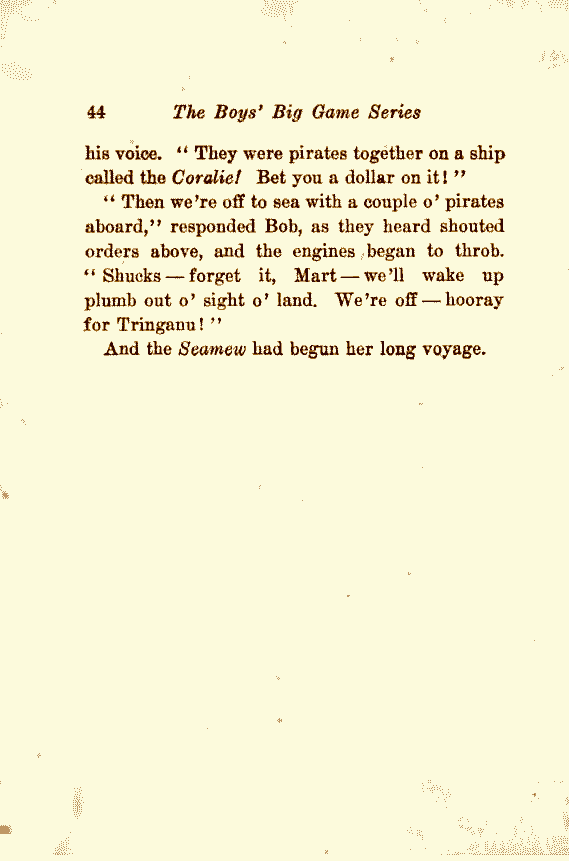 44 The Boys' Big Game Series
his voice. " They were pirates together on a ship
called the Coralie! Bet you a dollar on it! "
" Then we're off to sea with a couple o' pirates
aboard," responded Bob, as they heard shouted
orders above, and the engines began to throb.
" Shucks — forget it, Mart — we'll wake up
plumb out o' sight o' land. We're off — hooray
for Tringanu! "
And the Seamew had begun her long voyage.